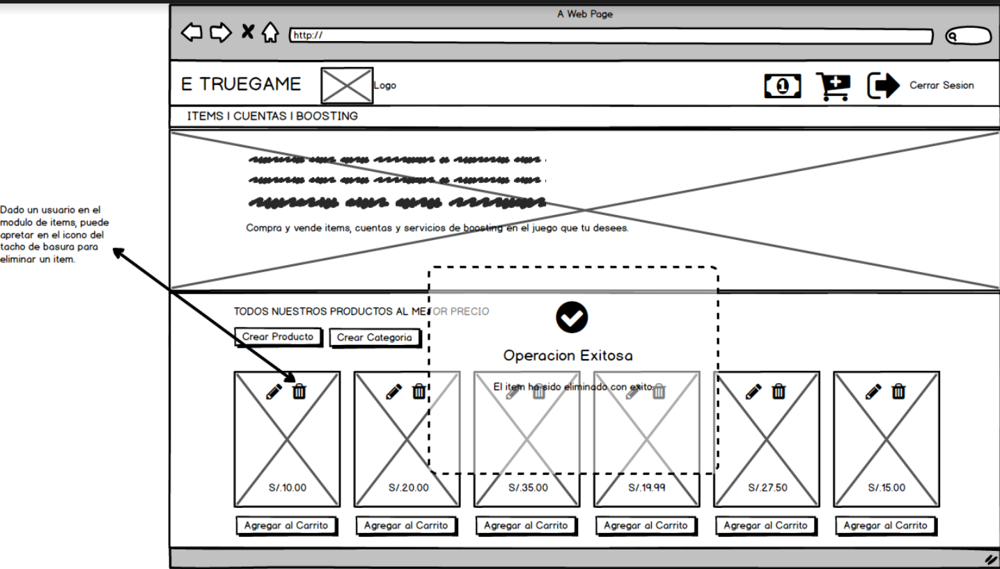 A Web Page
http://
E TRUEGAME
Logo
Cerrar Sesion
ITEMS | CUENTAS | BOOSTING
Compra y vende items, cuentas y servicios de boosting en el juego que tu desees.
Dado un usuario en el
modulo de items, puede
apretar en el icono del
tacho de basura para
eliminar un item.
TODOS NUESTROS PRODUCTOS AL MEJOR PRECIO
Crear Producto
Crear Categoria
Operacion Exitosa
El item ha sido eliminado con exito.
S/.10.00
S/.20.00
S/.35.00
S/.19.99
S/.27.50
S/.15.00
Agregar al Carrito
Agregar al Carrito
Agregar al Carrito
Agregar al Carrito
Agregar al Carrito
Agregar al Carrito